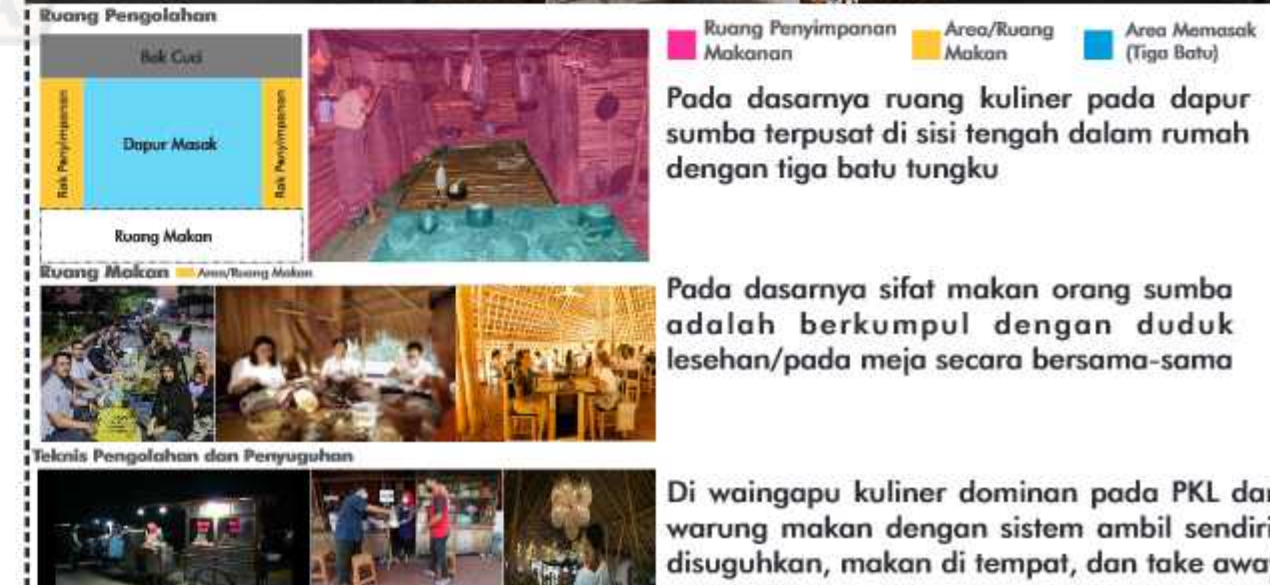 Ruang Pengolahan
Bak Cuci
Rak Penyimpanan
Dapur Masak
Rak Penyimpanan
Ruang Makan
Ruang Penyimpanan
Makanan
Area/Ruang
Makan
Area Memasak
(Tiga Batu)
Pada dasarnya ruang kuliner pada dapur
sumba terpusat di sisi tengah dalam rumah
dengan tiga batu tungku
Ruang Makan
Area/Ruang Makan
Pada dasarnya sifat makan orang sumba
adalah berkumpul dengan duduk
lesehan/pada meja secara bersama-sama
Teknis Pengolahan dan Penyuguhan
Di waingapu kuliner dominan pada PKL dan
warung makan dengan sistem ambil sendiri
disuguhkan, makan di tempat, dan take away